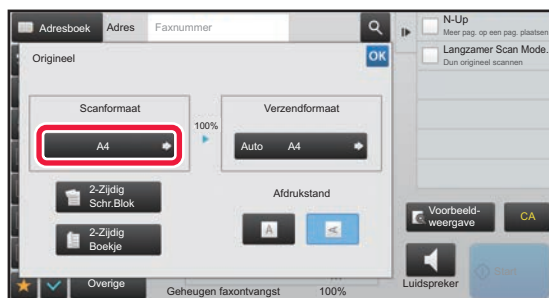 Adresboek Adres Faxnummer
N-Up
Meer pag. op een pag. plaatsen
Langzamer Scan Mode.
Dun origineel scannen
Origineel OK
Scanformaat
100%
Verzendformaat
A4
Auto A4
2-Zijdig
Schr.Blok
2-Zijdig
Boekje
Afdrukstand
A A
Voorbeeld-
weergave
CA
Overige
Geheugen faxontvangst 100%
Luidspreker
Start